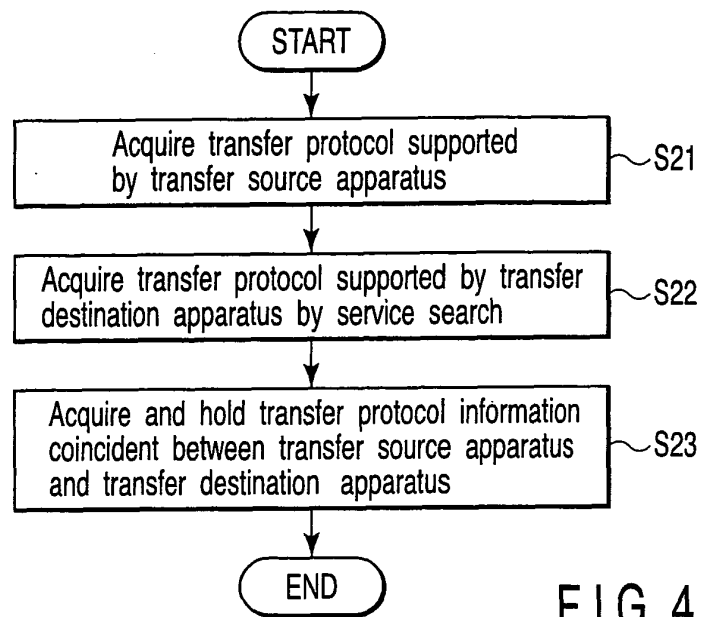 START
Acquire transfer protocol supported
by transfer source apparatus
S21
Acquire transfer protocol supported by transfer
destination apparatus by service search
S22
Acquire and hold transfer protocol information
coincident between transfer source apparatus
and transfer destination apparatus
S23
END
FIG. 4